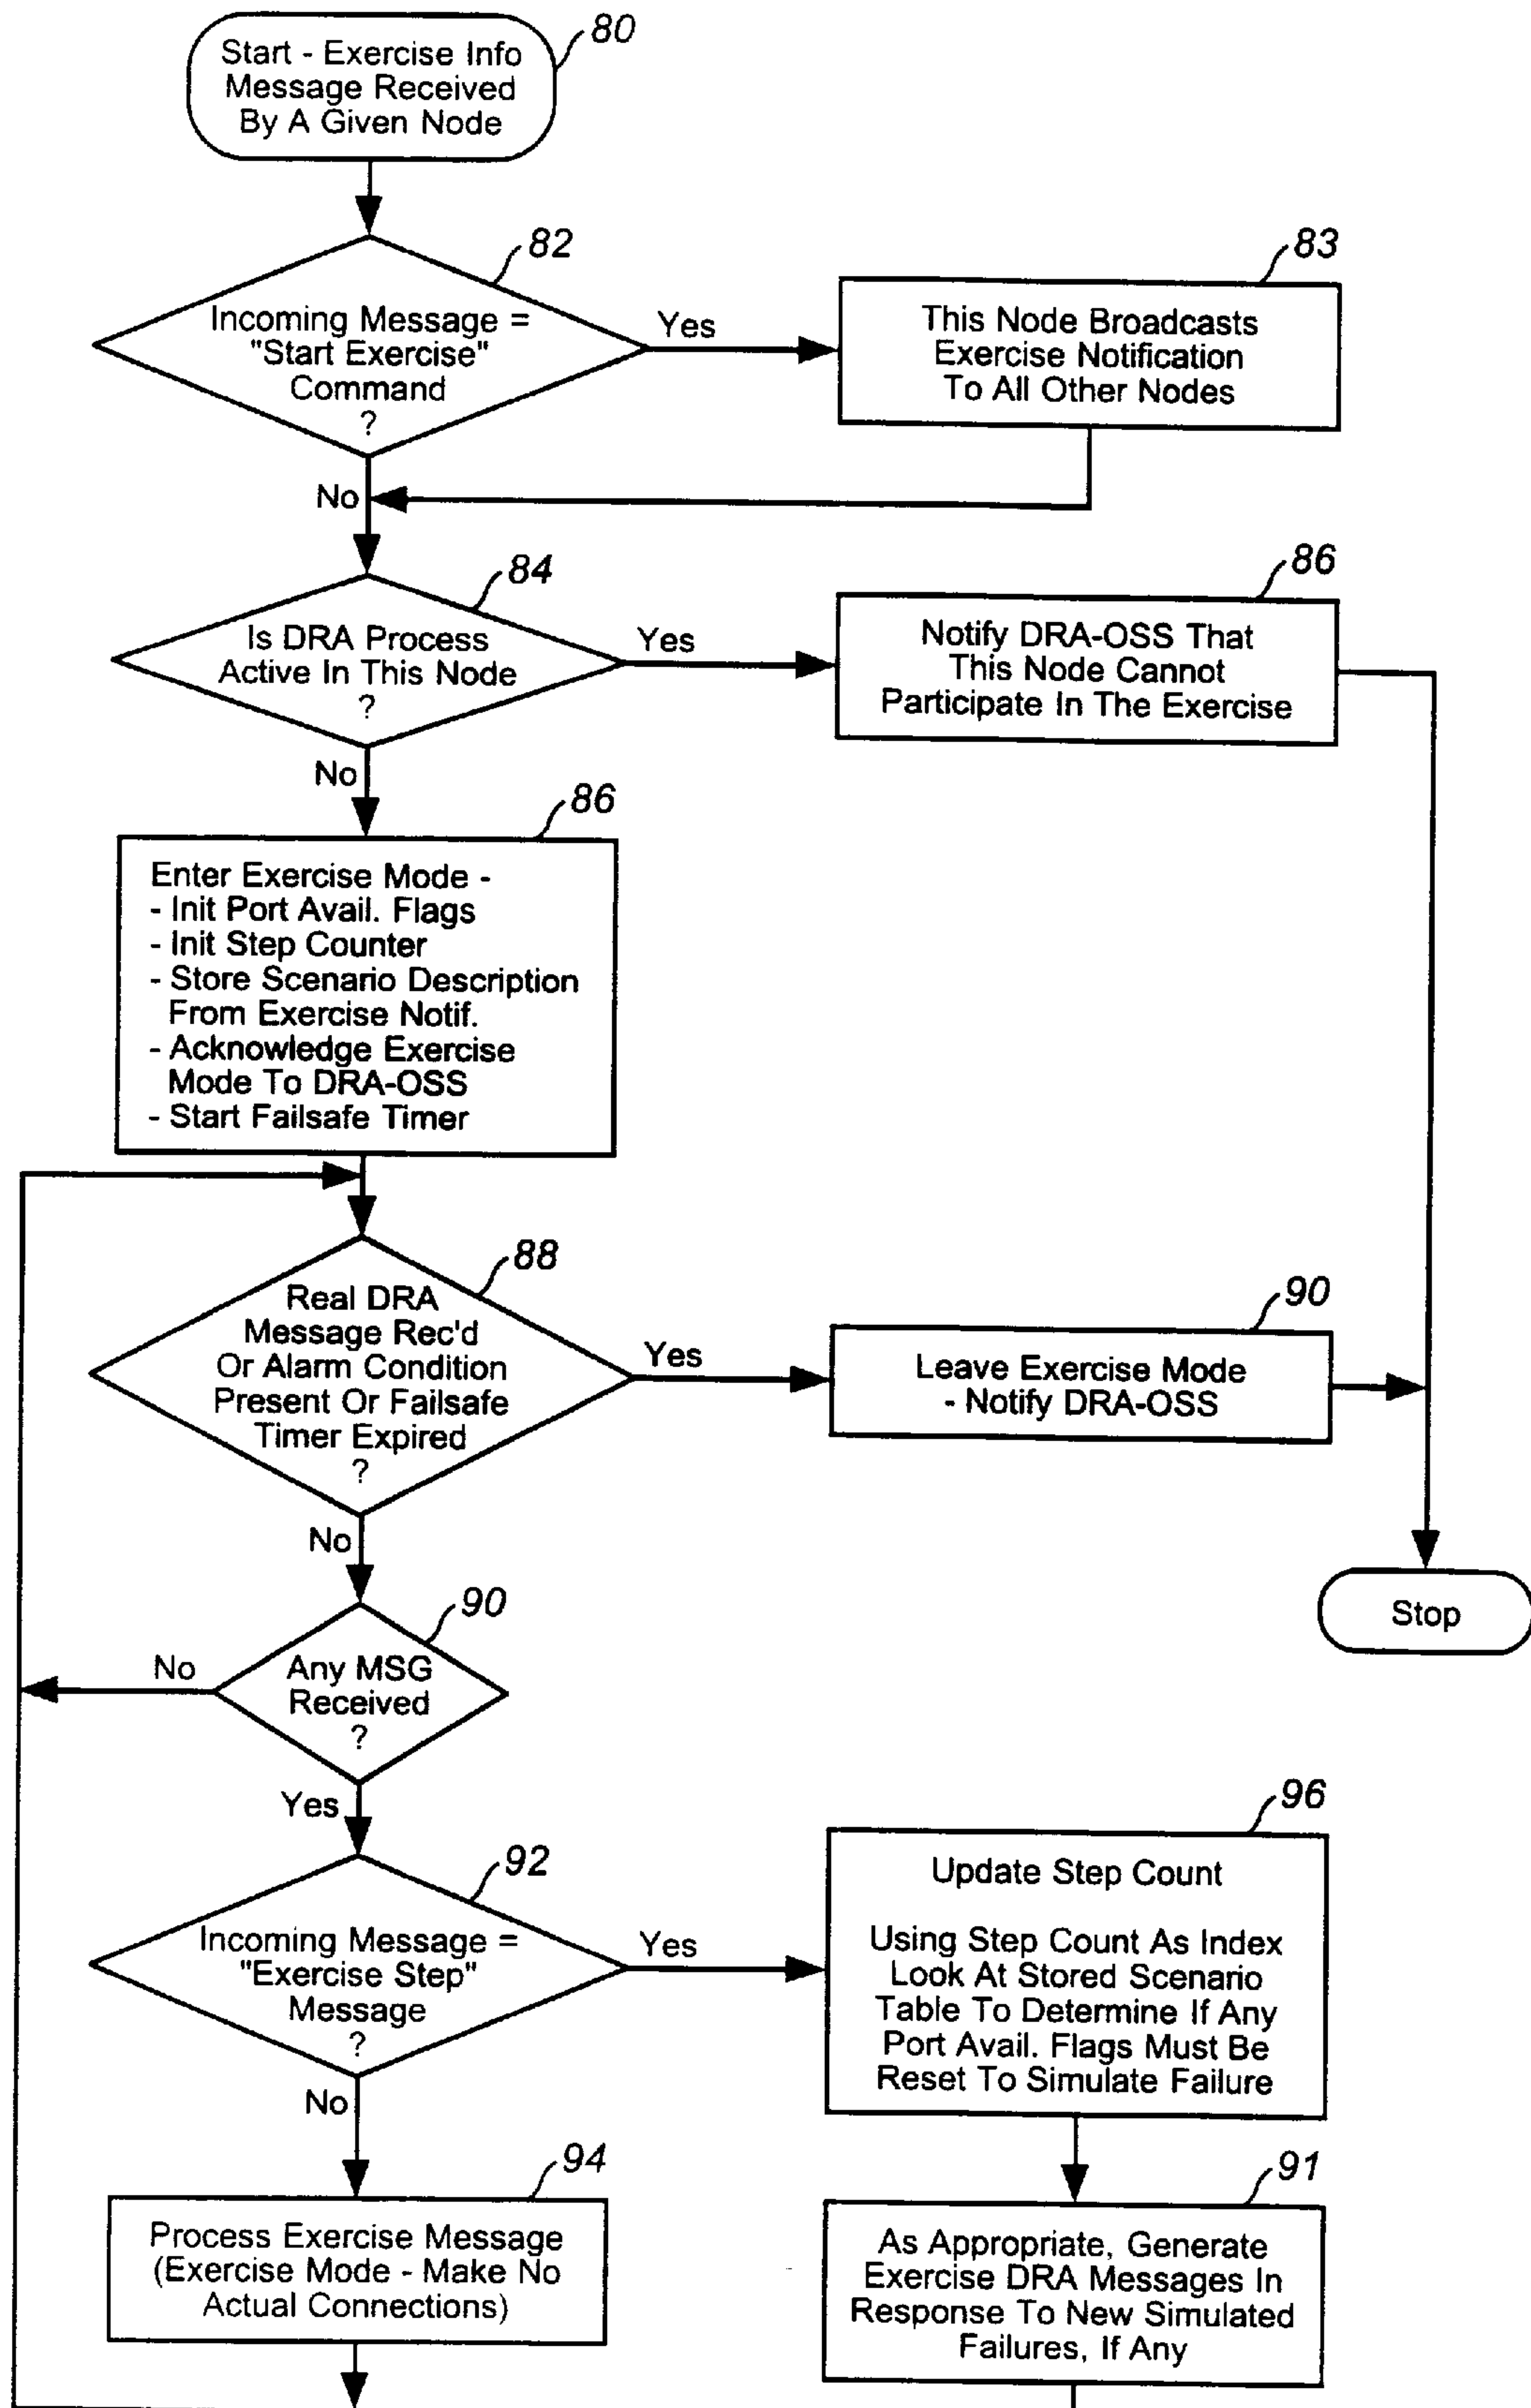 80
Start - Exercise Info
Message Received
By A Given Node
82
Incoming Message =
"Start Exercise"
Command
?
Yes
83
This Node Broadcasts
Exercise Notification
To All Other Nodes
No
84
Is DRA Process
Active In This Node
?
Yes
86
Notify DRA-OSS That
This Node Cannot
Participate In The Exercise
No
86
Enter Exercise Mode -
- Init Port Avail. Flags
- Init Step Counter
- Store Scenario Description
From Exercise Notif.
- Acknowledge Exercise
Mode To DRA-OSS
- Start Failsafe Timer
88
Real DRA
Message Rec'd
Or Alarm Condition
Present Or Failsafe
Timer Expired
?
Yes
90
Leave Exercise Mode
- Notify DRA-OSS
No
Stop
90
Any MSG
Received
?
No
Yes
92
Incoming Message =
"Exercise Step"
Message
?
Yes
96
Update Step Count
Using Step Count As Index
Look At Stored Scenario
Table To Determine If Any
Port Avail. Flags Must Be
Reset To Simulate Failure
No
94
Process Exercise Message
(Exercise Mode - Make No
Actual Connections)
91
As Appropriate, Generate
Exercise DRA Messages In
Response To New Simulated
Failures, If Any